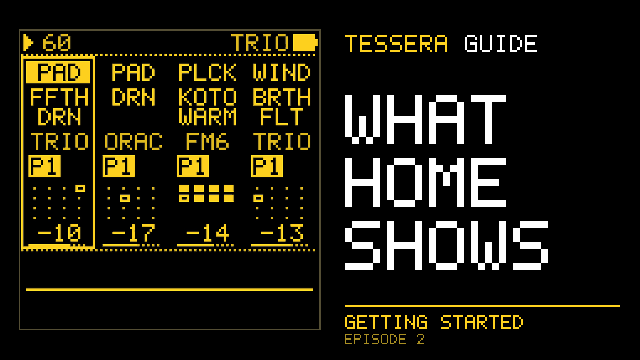 60 TRIO
PAD PAD PLCK WIND
FFTH DRN KOTO BRTH
DRN WARM FLT
TRIO ORAC FM6 TRIO
P1 P1 P1 P1
-10 -17 -14 -13
TESSERA GUIDE
WHAT
HOME
SHOWS
GETTING STARTED
EPISODE 2